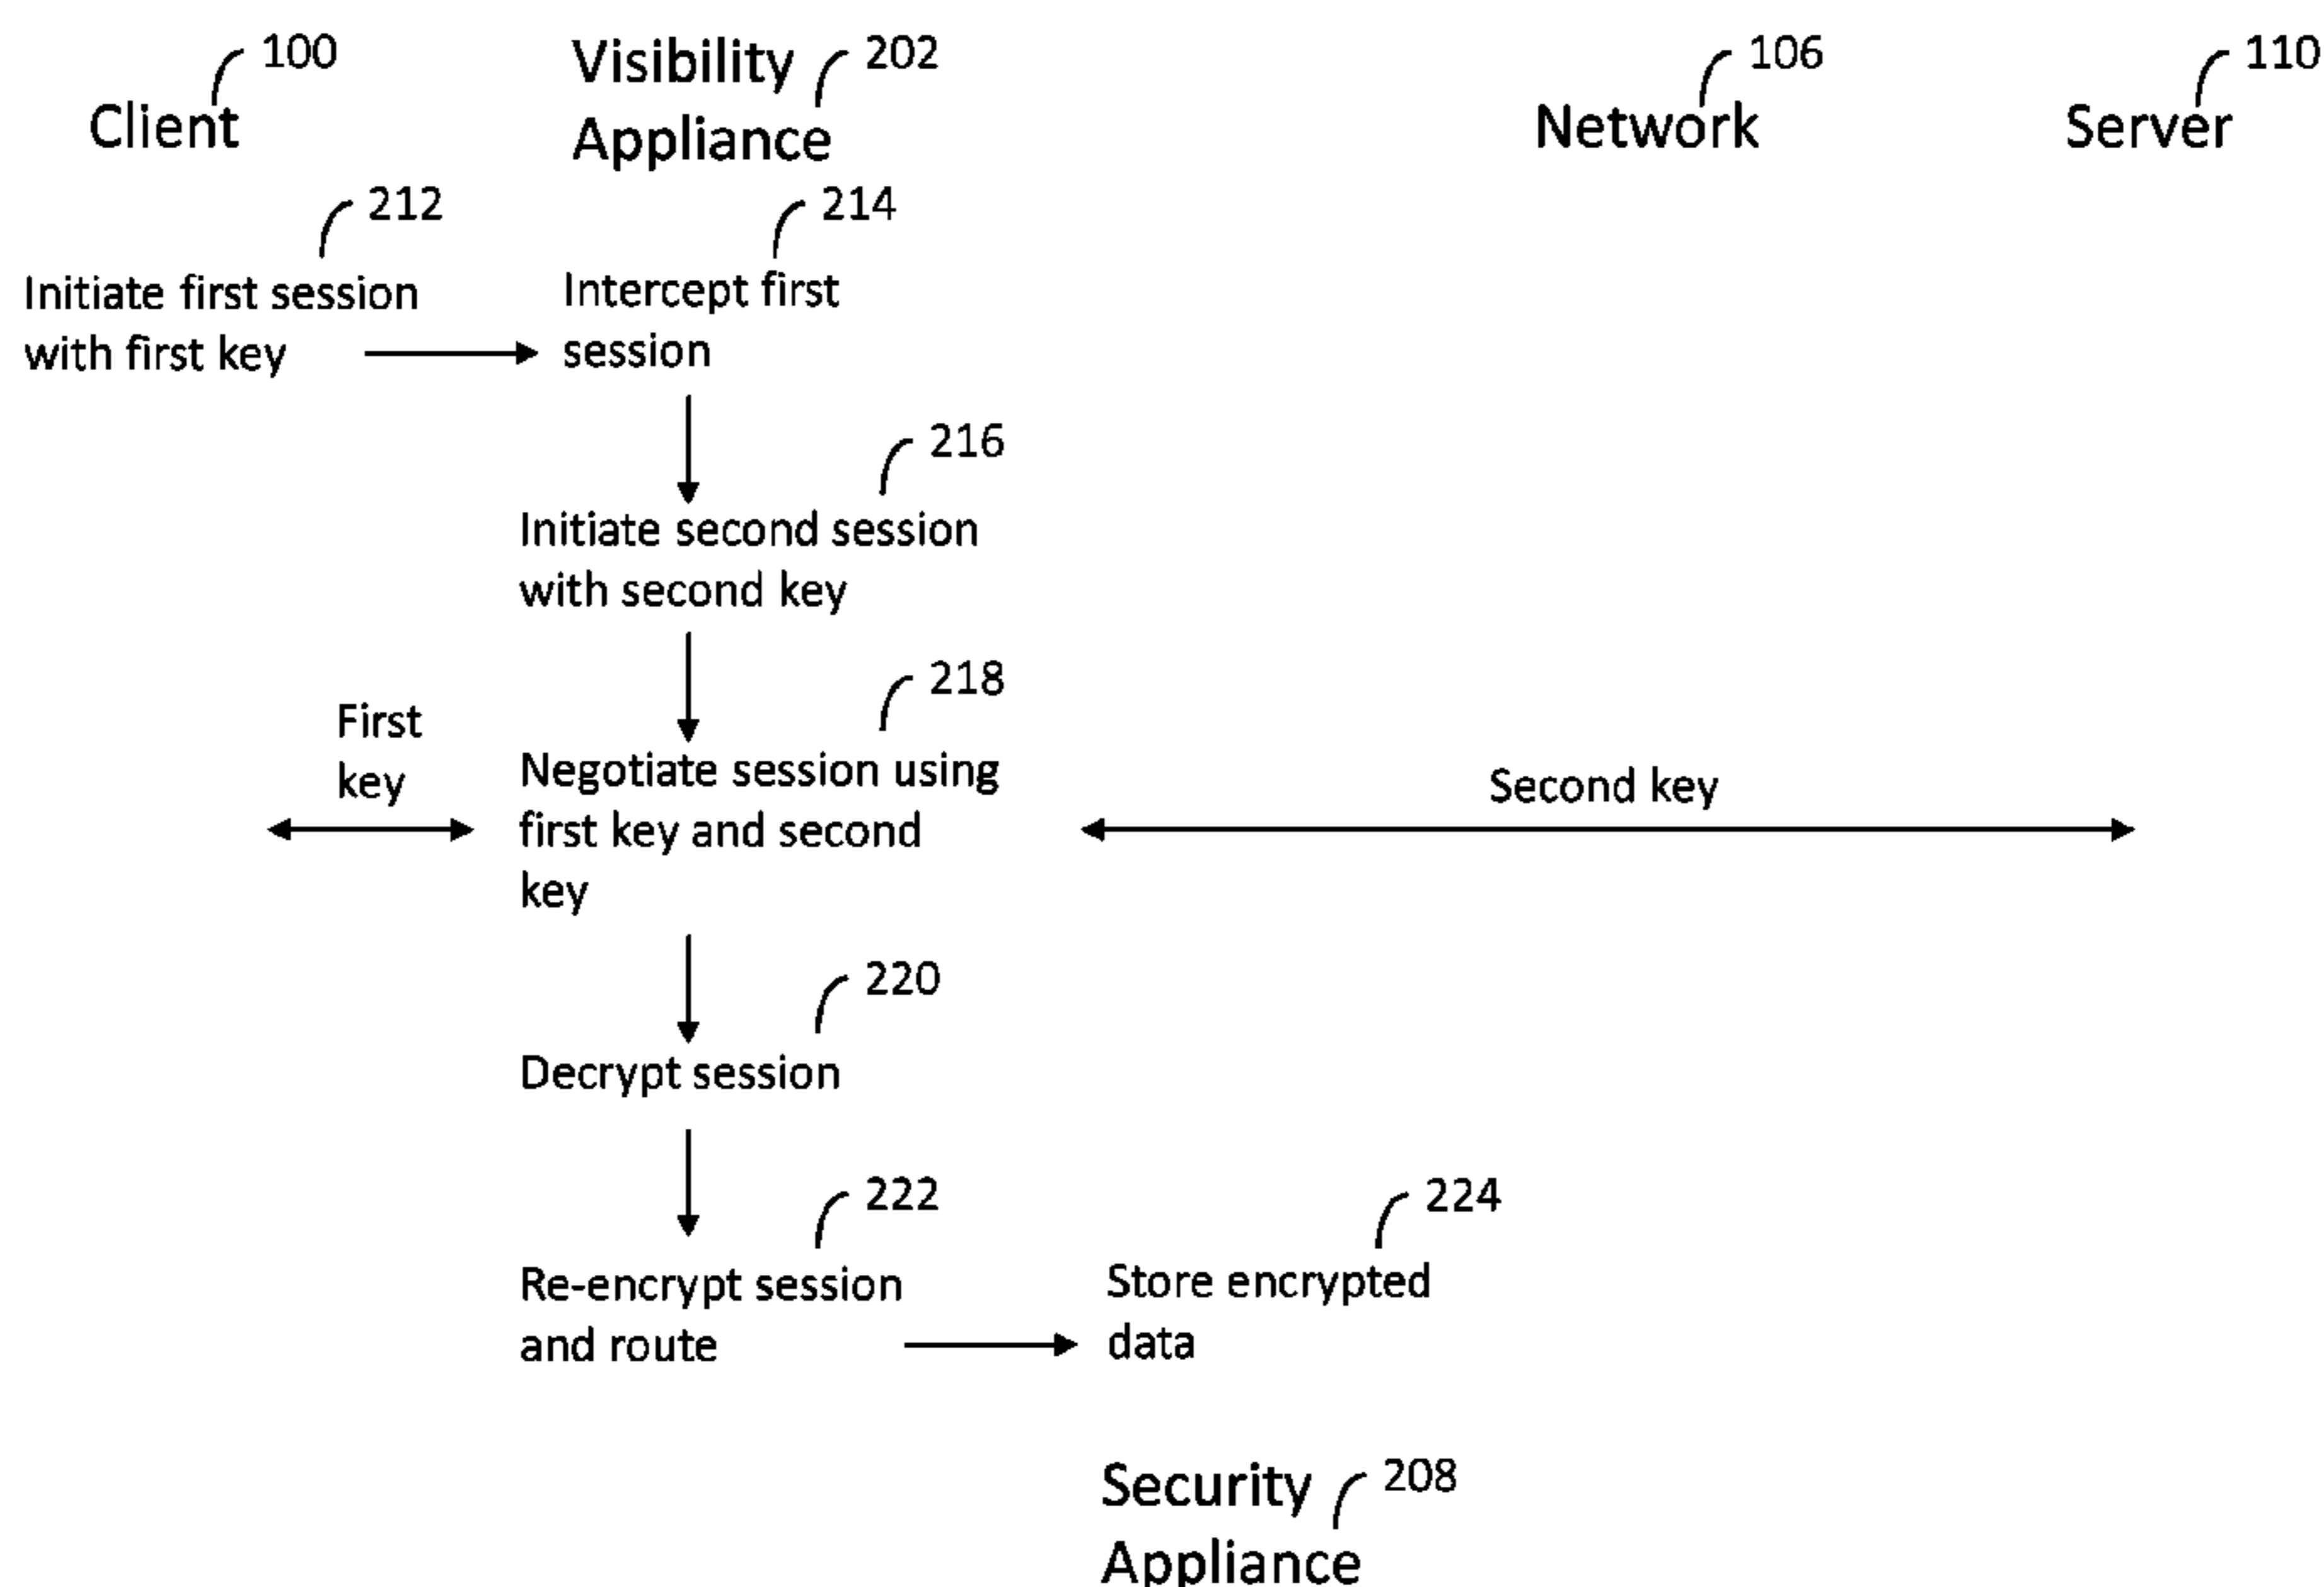 100
Client
Visibility
Appliance
202
106
Network
110
Server
212
Initiate first session
with first key
214
Intercept first
session
216
Initiate second session
with second key
First
key
218
Negotiate session using
first key and second
key
Second key
220
Decrypt session
222
Re-encrypt session
and route
224
Store encrypted
data
Security
Appliance
208